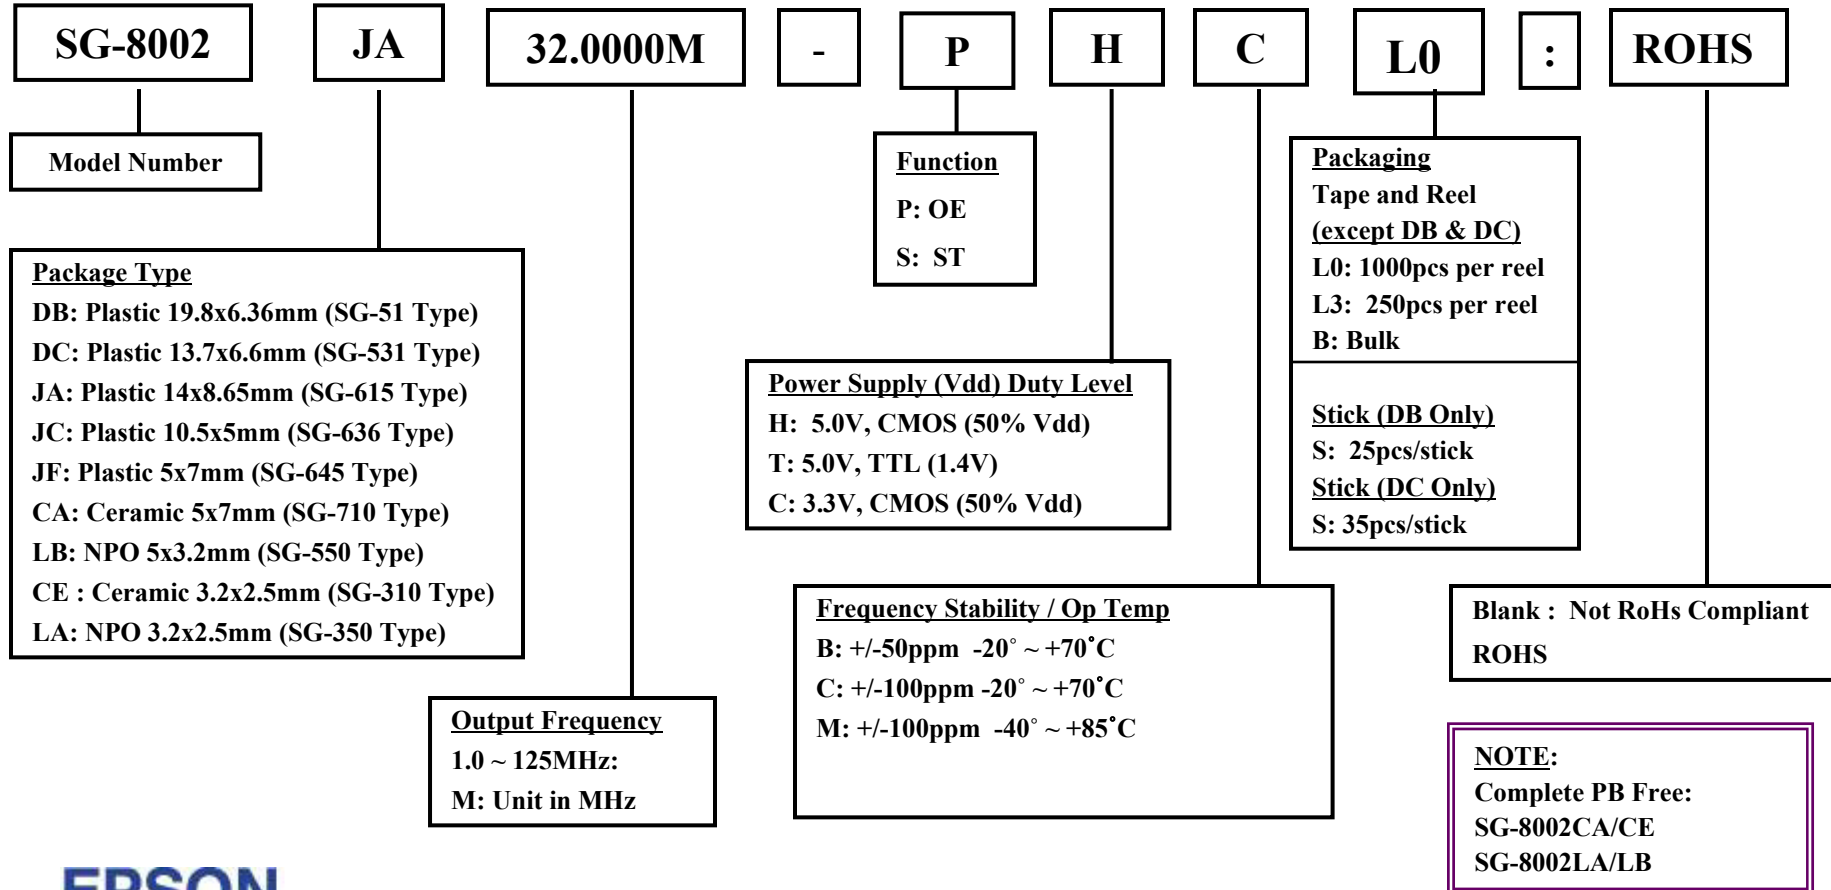 SG-8002 JA 32.0000M - P H C L0 : ROHS
Model Number
Package Type
DB: Plastic 19.8x6.36mm (SG-51 Type)
DC: Plastic 13.7x6.6mm (SG-531 Type)
JA: Plastic 14x8.65mm (SG-615 Type)
JC: Plastic 10.5x5mm (SG-636 Type)
JF: Plastic 5x7mm (SG-645 Type)
CA: Ceramic 5x7mm (SG-710 Type)
LB: NPO 5x3.2mm (SG-550 Type)
CE : Ceramic 3.2x2.5mm (SG-310 Type)
LA: NPO 3.2x2.5mm (SG-350 Type)
Output Frequency
1.0 ~ 125MHz:
M: Unit in MHz
Function
P: OE
S: ST
Power Supply (Vdd) Duty Level
H: 5.0V, CMOS (50% Vdd)
T: 5.0V, TTL (1.4V)
C: 3.3V, CMOS (50% Vdd)
Frequency Stability / Op Temp
B: +/-50ppm -20° ~ +70°C
C: +/-100ppm -20° ~ +70°C
M: +/-100ppm -40° ~ +85°C
Packaging
Tape and Reel
(except DB & DC)
L0: 1000pcs per reel
L3: 250pcs per reel
B: Bulk
Stick (DB Only)
S: 25pcs/stick
Stick (DC Only)
S: 35pcs/stick
Blank : Not RoHs Compliant
ROHS
NOTE:
Complete PB Free:
SG-8002CA/CE
SG-8002LA/LB
EPSON